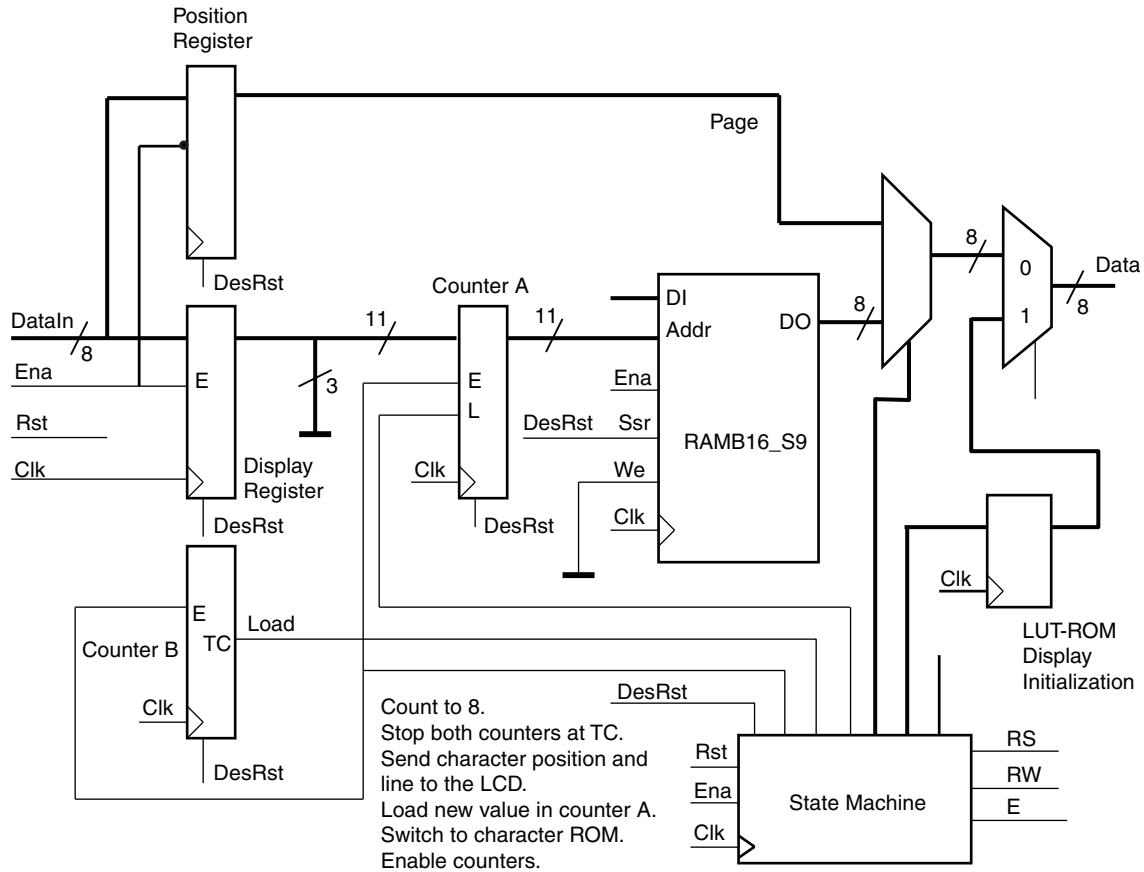 Position
Register
Page
DesRst
Counter A
DataIn
8
11
11
3
Ena
E
Rst
Clk
Display
Register
DesRst
E
L
Clk
DesRst
DI
Addr
DO
8
Ena
DesRst
Ssr
RAMB16_S9
We
Clk
8
0
1
Data
8
Clk
LUT-ROM
Display
Initialization
E
Counter B
TC
Load
Clk
DesRst
Count to 8.
Stop both counters at TC.
Send character position and
line to the LCD.
Load new value in counter A.
Switch to character ROM.
Enable counters.
DesRst
Rst
Ena
Clk
State Machine
RS
RW
E